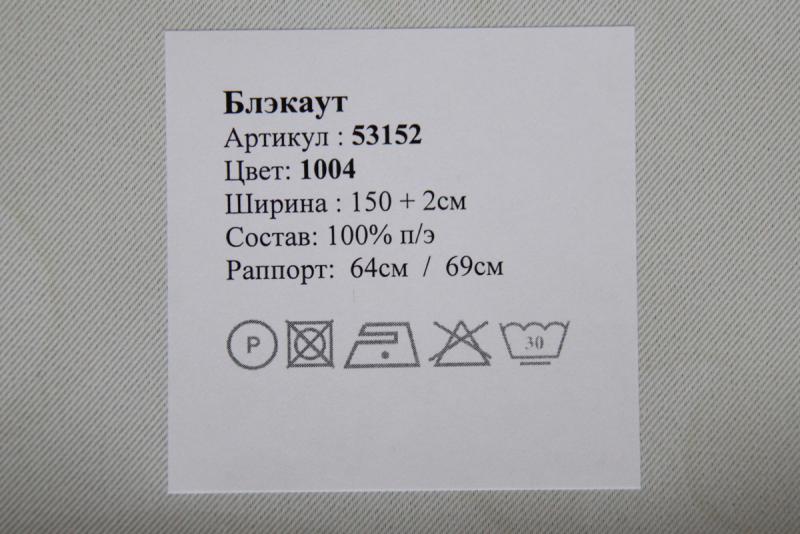 Блэкаут
Артикул : 53152
Цвет: 1004
Ширина : 150 + 2см
Состав: 100% п/э
Раппорт: 64см / 69см
P 30